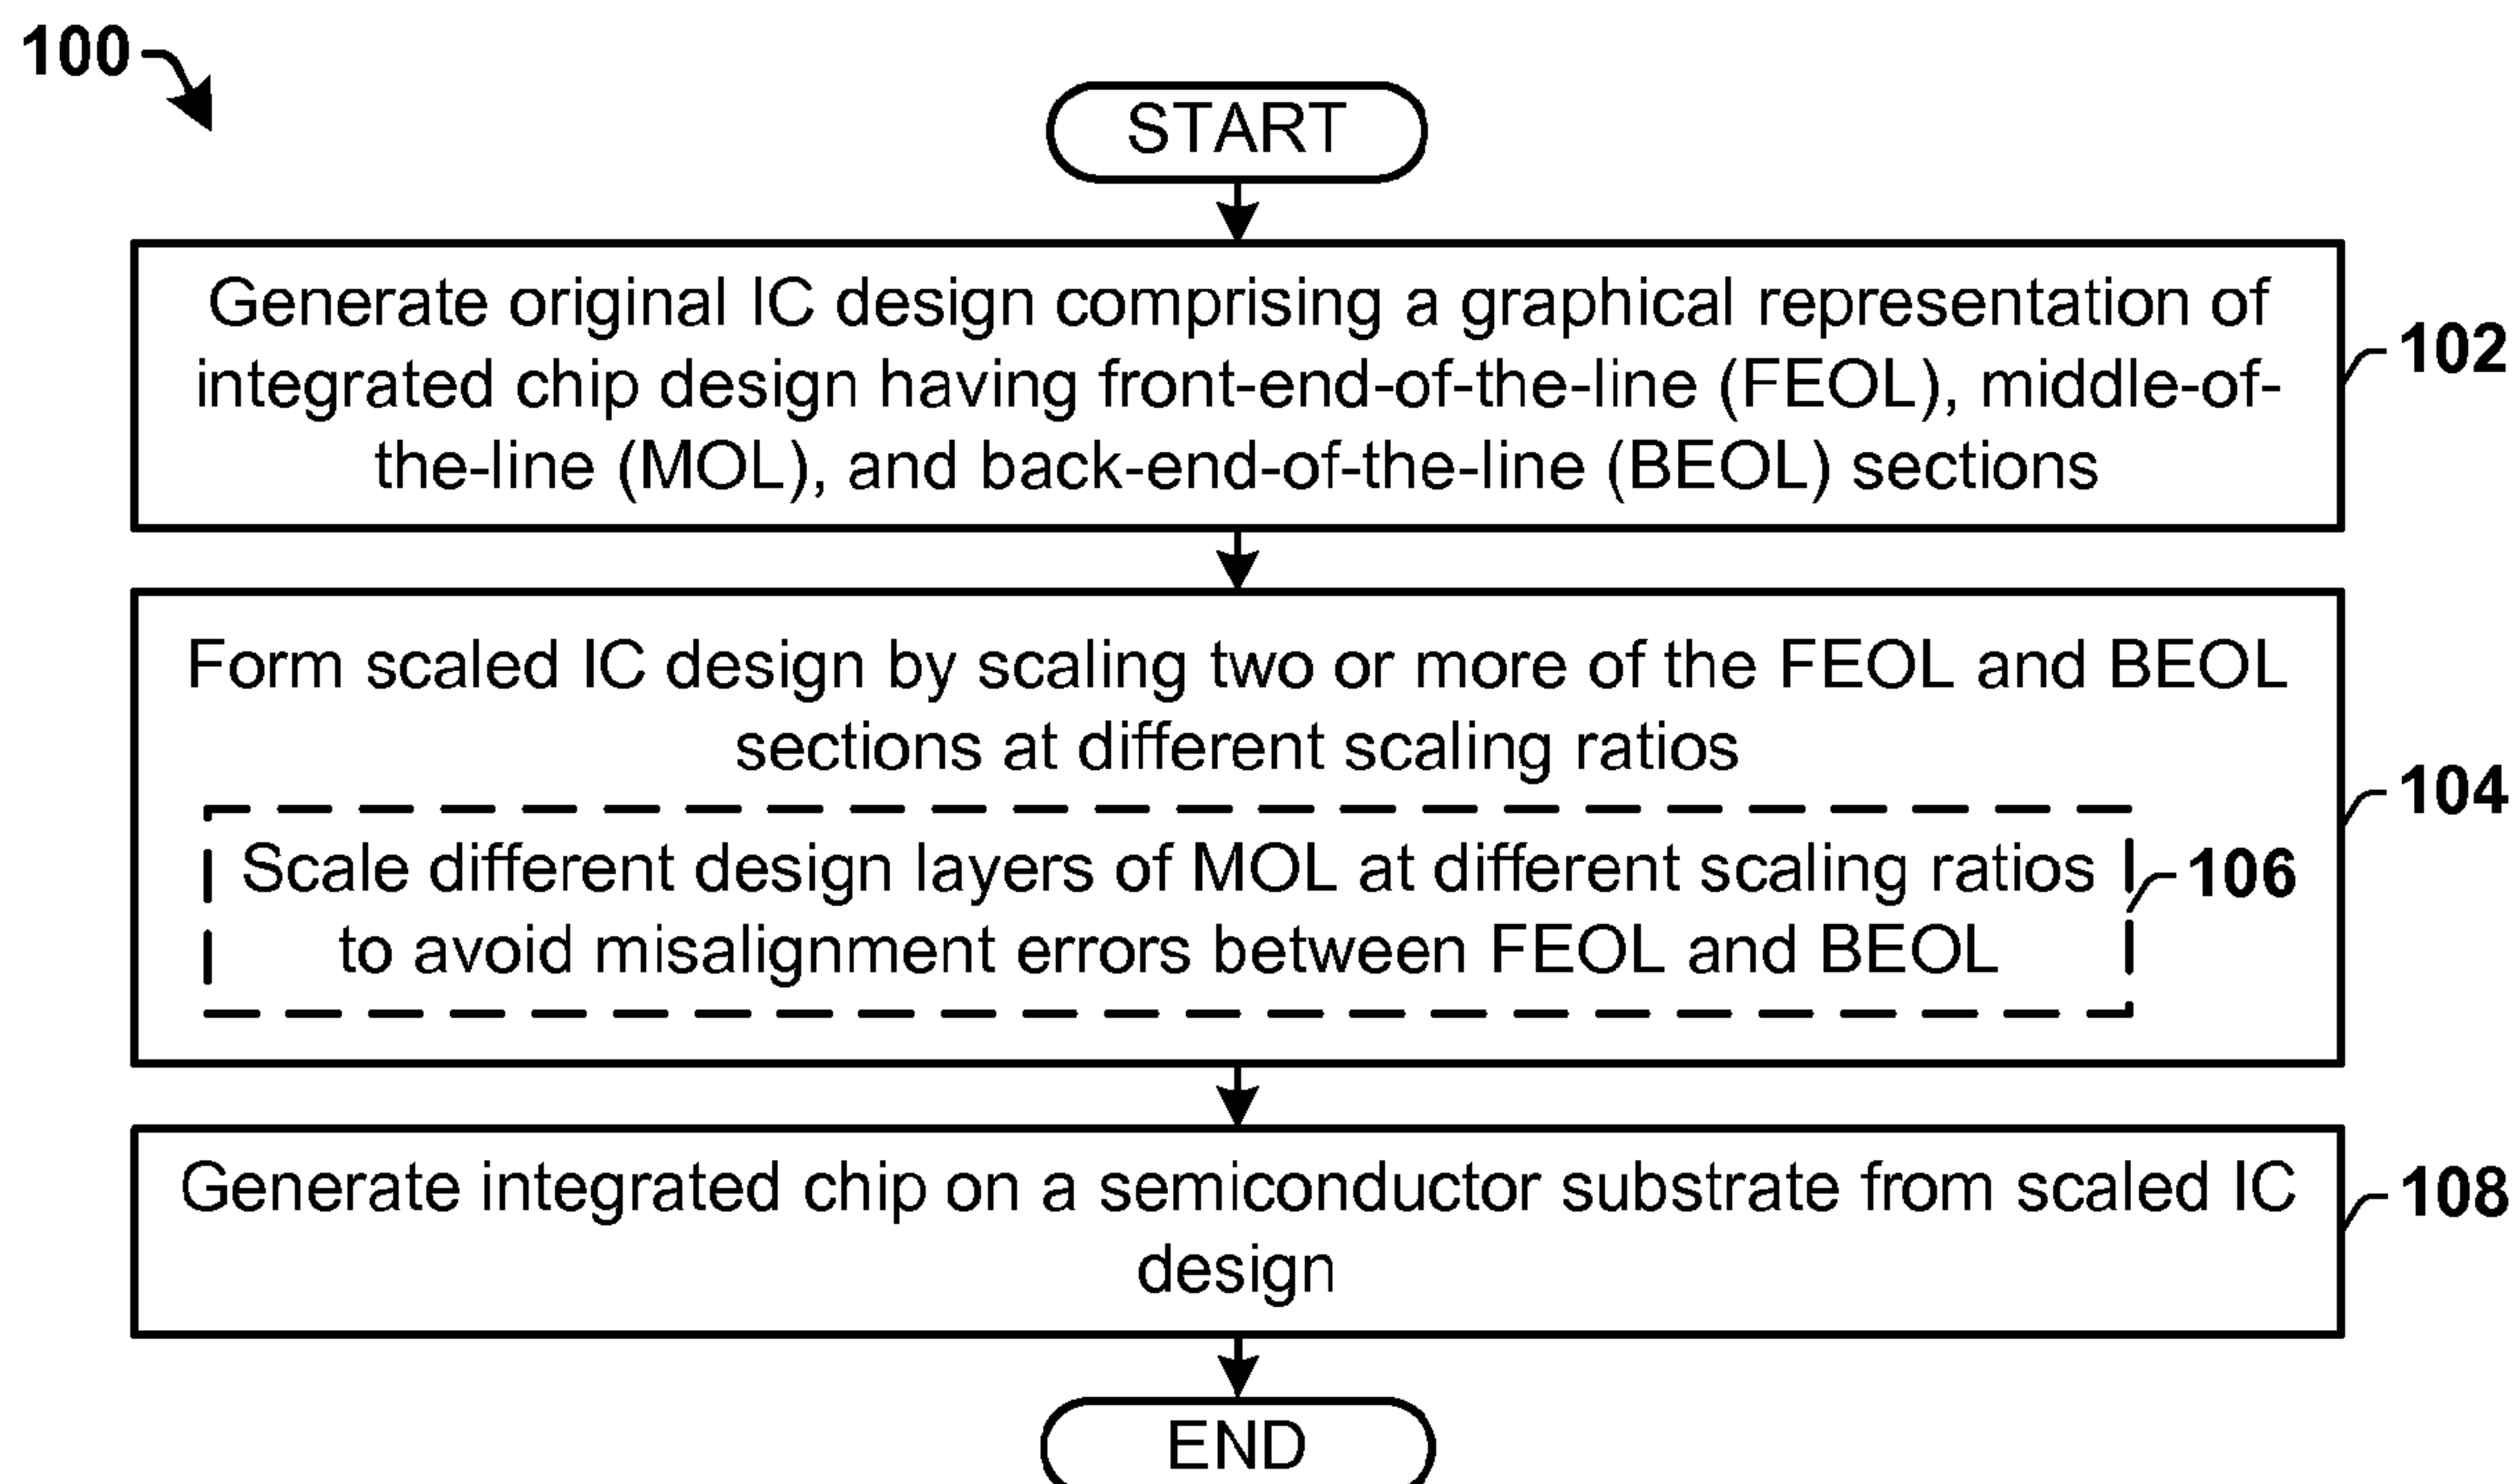 100
START
Generate original IC design comprising a graphical representation of
integrated chip design having front-end-of-the-line (FEOL), middle-of-
the-line (MOL), and back-end-of-the-line (BEOL) sections
102
Form scaled IC design by scaling two or more of the FEOL and BEOL
sections at different scaling ratios
104
Scale different design layers of MOL at different scaling ratios
to avoid misalignment errors between FEOL and BEOL
106
Generate integrated chip on a semiconductor substrate from scaled IC
design
108
END